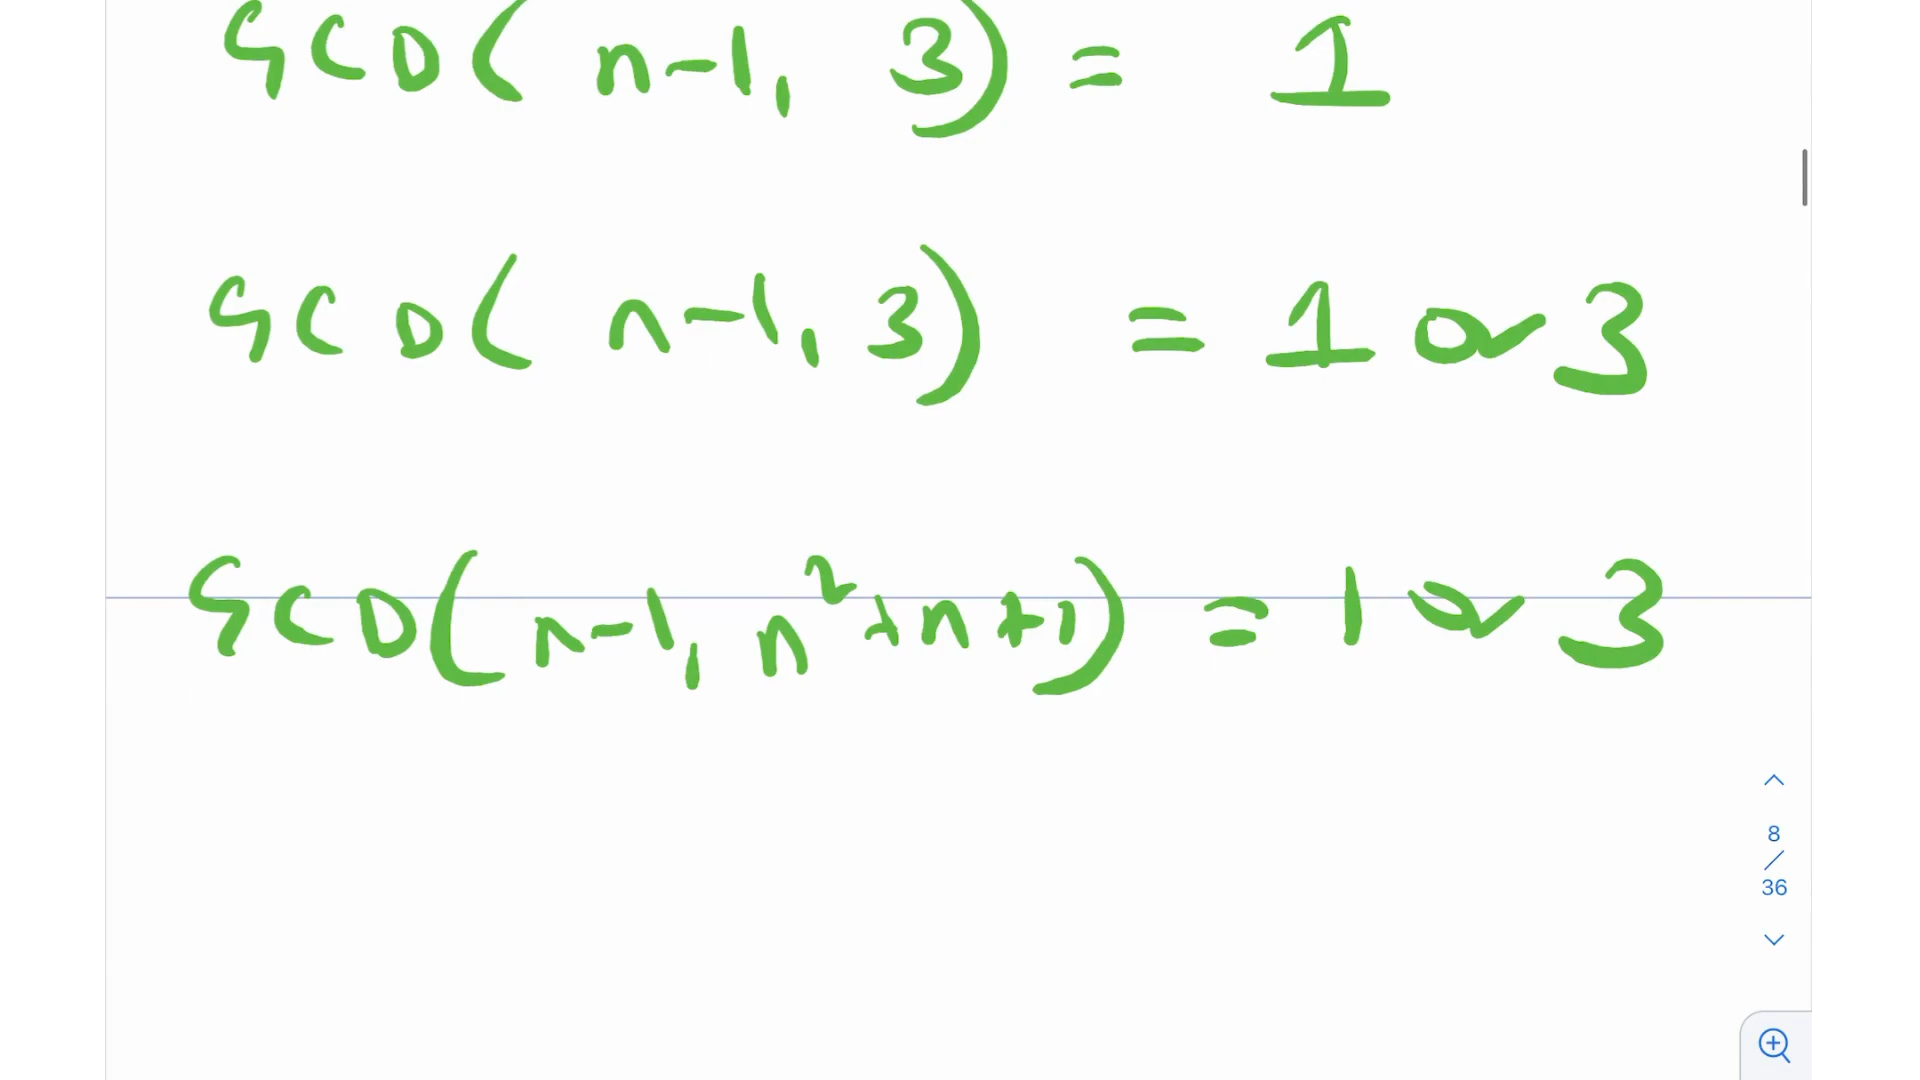 GCD( n-1, 3) = 1
GCD( n-1, 3) = 1 or 3
GCD(n-1, n²+n+1) = 1 or 3
8
/
36